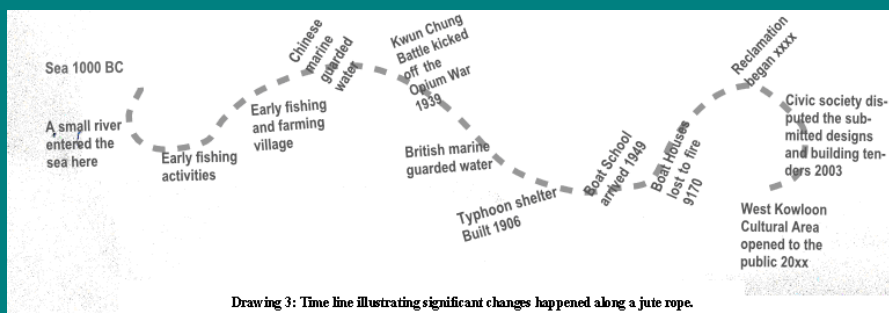 Sea 1000 BC
A small river
entered the
sea here
Early fishing
activities
Early fishing
and farming
village
Chinese
marine
guarded
water
Kwun Chung
Battle kicked
off the
Opium War
1939
British marine
guarded water
Typhoon shelter
Built 1906
Boat School
arrived 1949
Boat Houses
lost to fire
9170
Reclamation
began xxxx
Civic society dis-
puted the sub-
mitted designs
and building ten-
ders 2003
West Kowloon
Cultural Area
opened to the
public 20xx
Drawing 3: Time line illustrating significant changes happened along a jute rope.